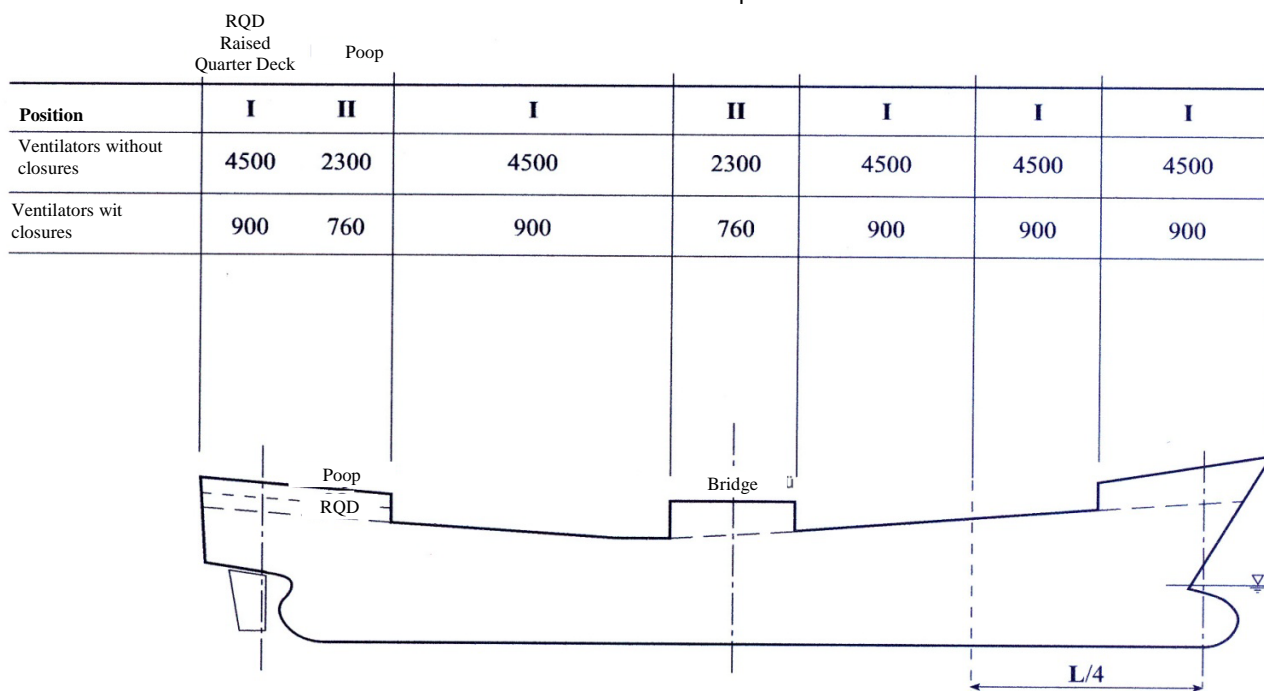 RQD
Raised
Quarter Deck
Poop
Position I II I II I I I
Ventilators without
closures
4500 2300 4500 2300 4500 4500 4500
Ventilators wit
closures
900 760 900 760 900 900 900
Poop
RQD
Bridge
ü
L/4